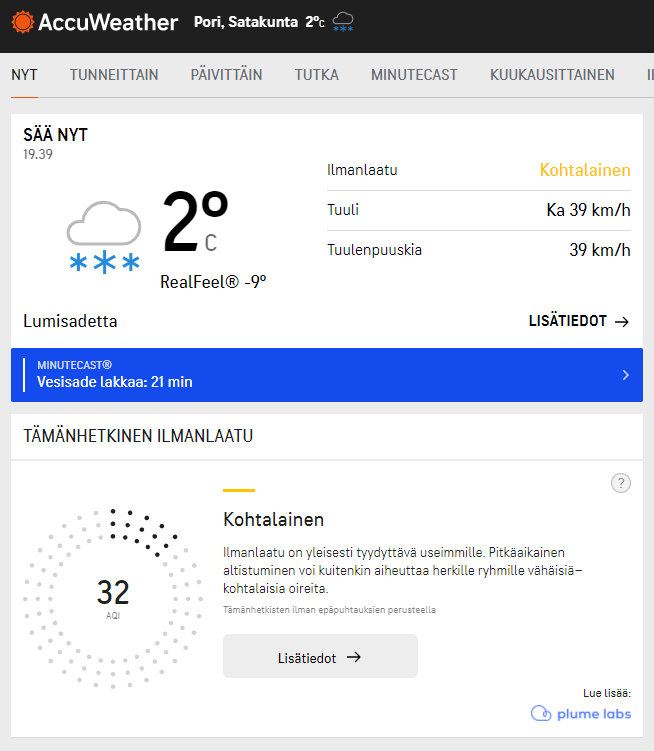 AccuWeather Pori, Satakunta 2°C
NYT TUNNEITTAIN PÄIVITTÄIN TUTKA MINUTECAST KUUKAUSITTAINEN
SÄÄ NYT
19.39
2°C
RealFeel® -9°
Lumisadetta
Ilmanlaatu Kohtalainen
Tuuli Ka 39 km/h
Tuulenpuuskia 39 km/h
LISÄTIEDOT →
MINUTECAST®
Vesisade lakkaa: 21 min
TÄMÄNHETKINEN ILMANLAATU
?
32
AQI
Kohtalainen
Ilmanlaatu on yleisesti tyydyttävä useimmille. Pitkäaikainen
altistuminen voi kuitenkin aiheuttaa herkille ryhmille vähäisiä–
kohtalaisia oireita.
Tämänhetkisten ilman epäpuhtauksien perusteella
Lisätiedot →
Lue lisää:
plume labs